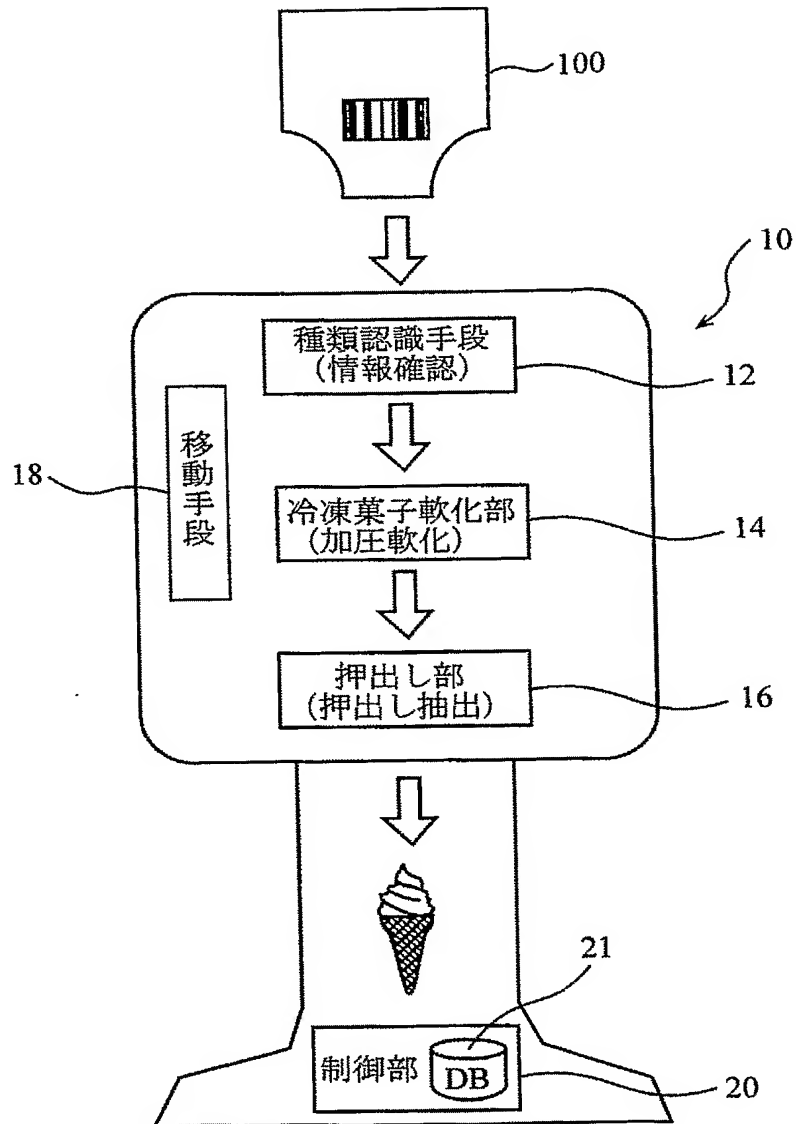 100
10
種類認識手段
(情報確認)
12
移動手段
18
冷凍菓子軟化部
(加圧軟化)
14
押出し部
(押出し抽出)
16
21
制御部
DB
20